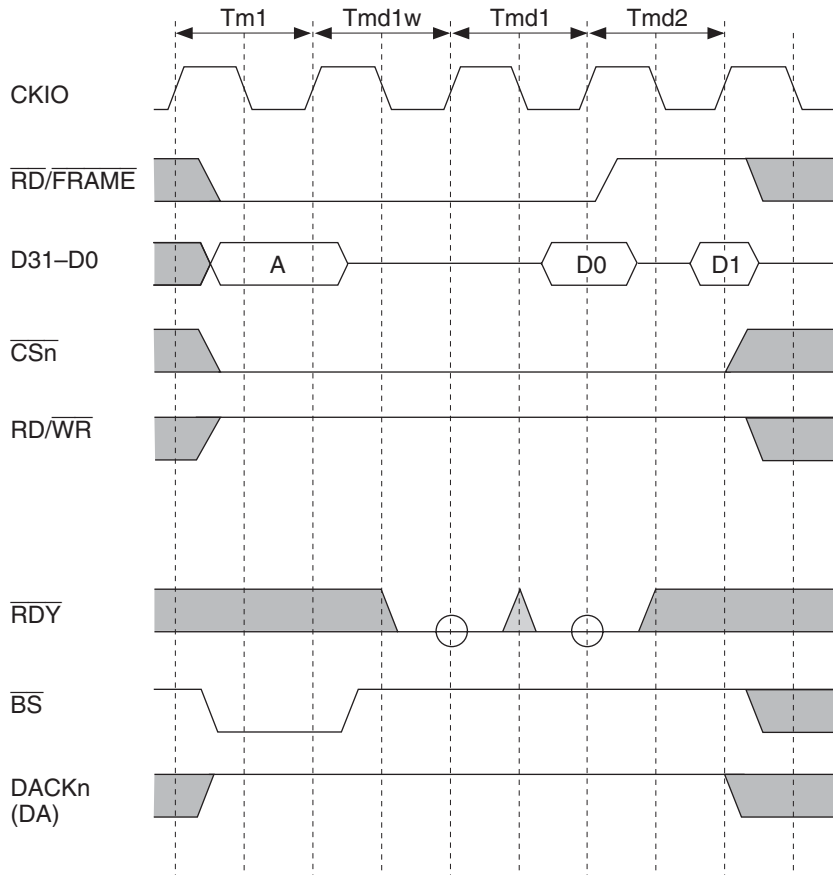 Tm1 Tmd1w Tmd1 Tmd2
CKIO
RD/FRAME
D31–D0 A D0 D1
CSn
RD/WR
RDY
BS
DACKn
(DA)